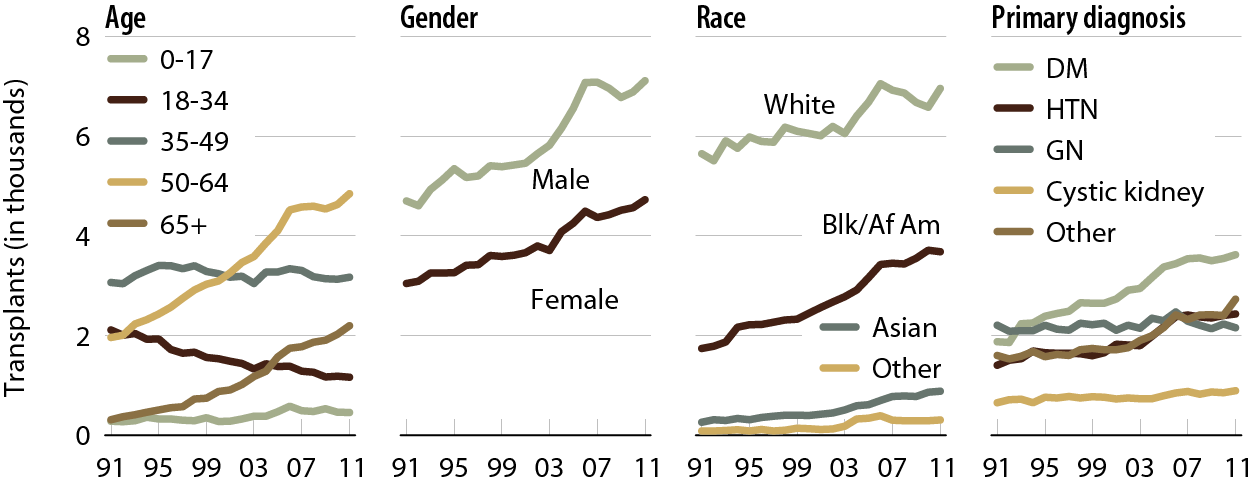 Age
Gender
Race
Primary diagnosis
Transplants (in thousands)
8
6
4
2
0
0-17
18-34
35-49
50-64
65+
91 95 99 03 07 11
Male
Female
91 95 99 03 07 11
White
Blk/Af Am
Asian
Other
91 95 99 03 07 11
DM
HTN
GN
Cystic kidney
Other
91 95 99 03 07 11